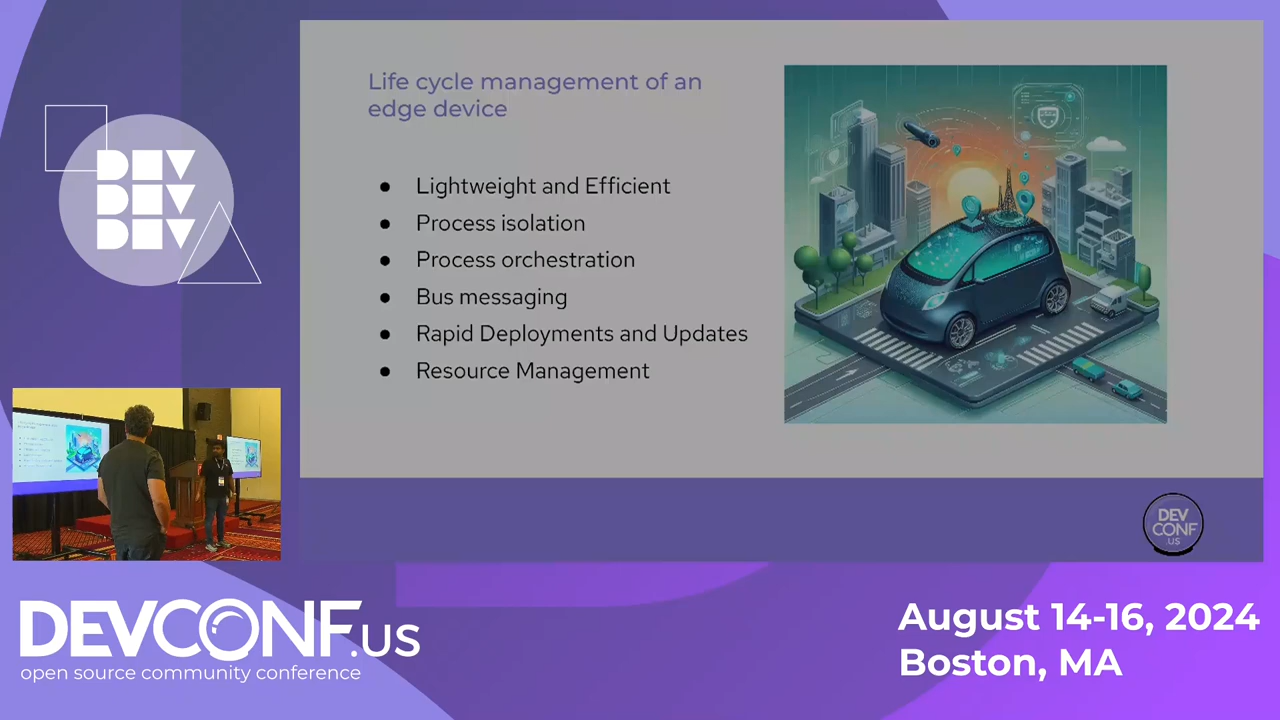 DEV
DEV
DEV
Life cycle management of an
edge device
● Lightweight and Efficient
● Process isolation
● Process orchestration
● Bus messaging
● Rapid Deployments and Updates
● Resource Management
DEV
CONF
.US
DEVCONF.us
open source community conference
August 14-16, 2024
Boston, MA